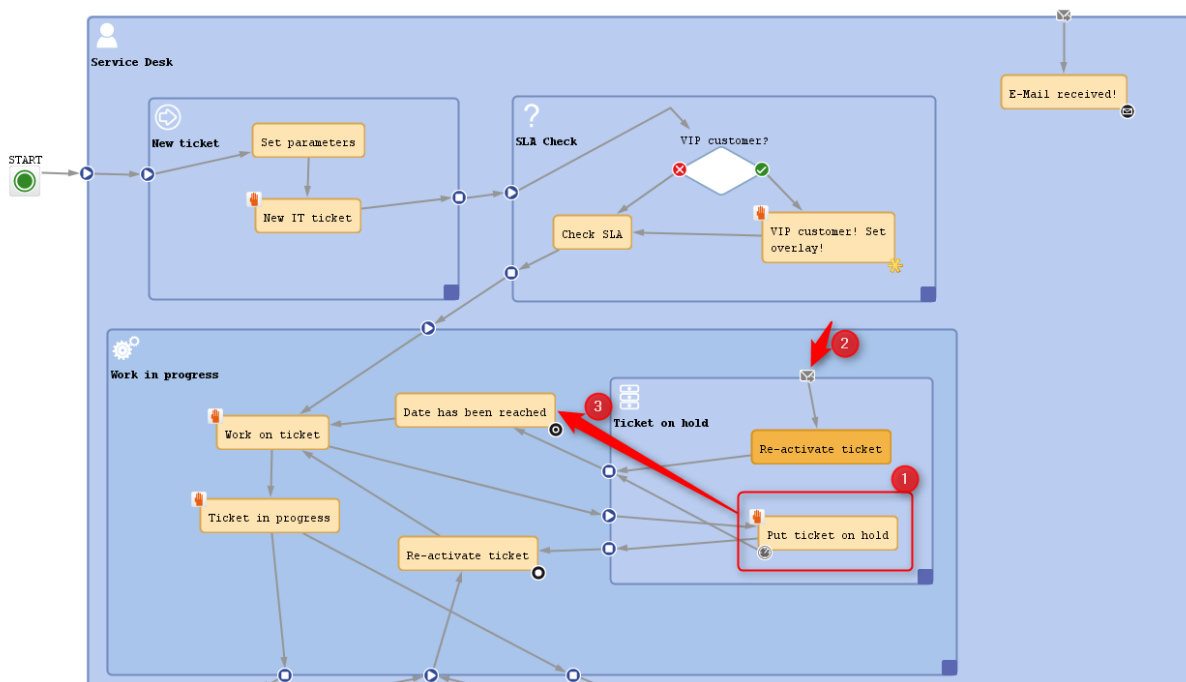 Service Desk
E-Mail received!
START
New ticket
Set parameters
New IT ticket
SLA Check
VIP customer?
Check SLA
VIP customer! Set
overlay!
Work in progress
2
Date has been reached
3
Ticket on hold
Work on ticket
Re-activate ticket
1
Ticket in progress
Put ticket on hold
Re-activate ticket